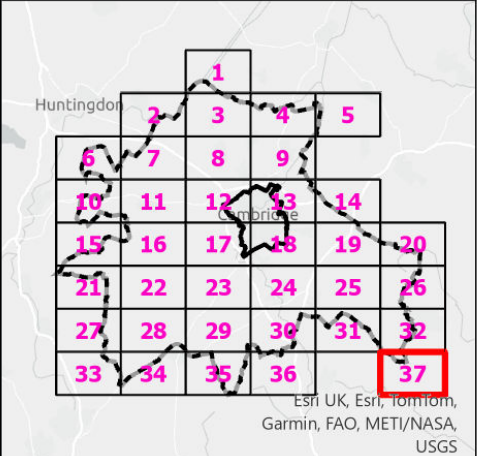 1
Huntingdon
2 3 4 5
6 7 8 9
10 11 12 13 14
Cambridge
15 16 17 18 19 20
21 22 23 24 25 26
27 28 29 30 31 32
33 34 35 36 37
Esri UK, Esri, TomTom,
Garmin, FAO, METI/NASA,
USGS